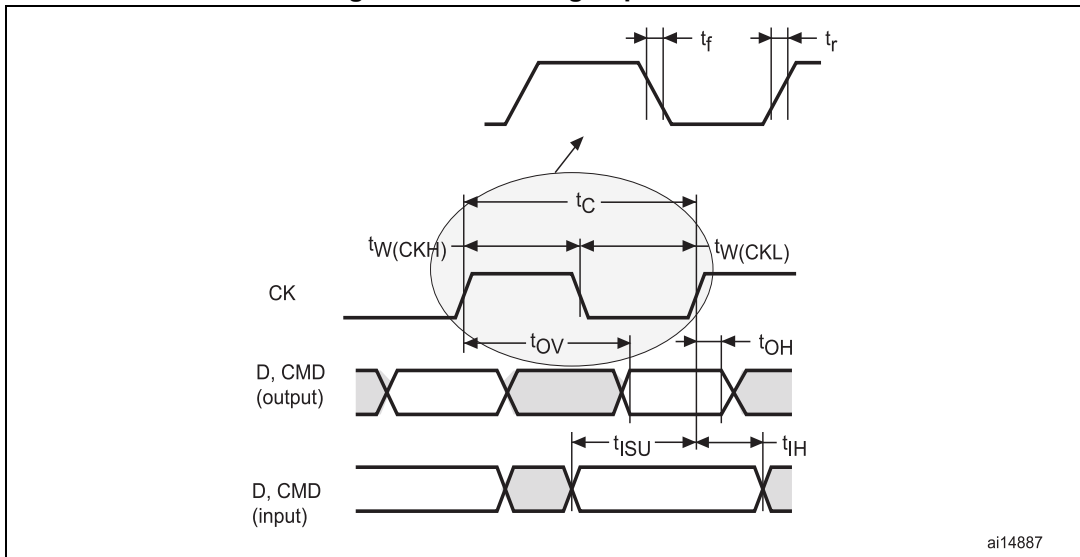 tf
tr
tC
tW(CKH)
tW(CKL)
CK
tOV
tOH
D, CMD
(output)
tISU
tIH
D, CMD
(input)
ai14887